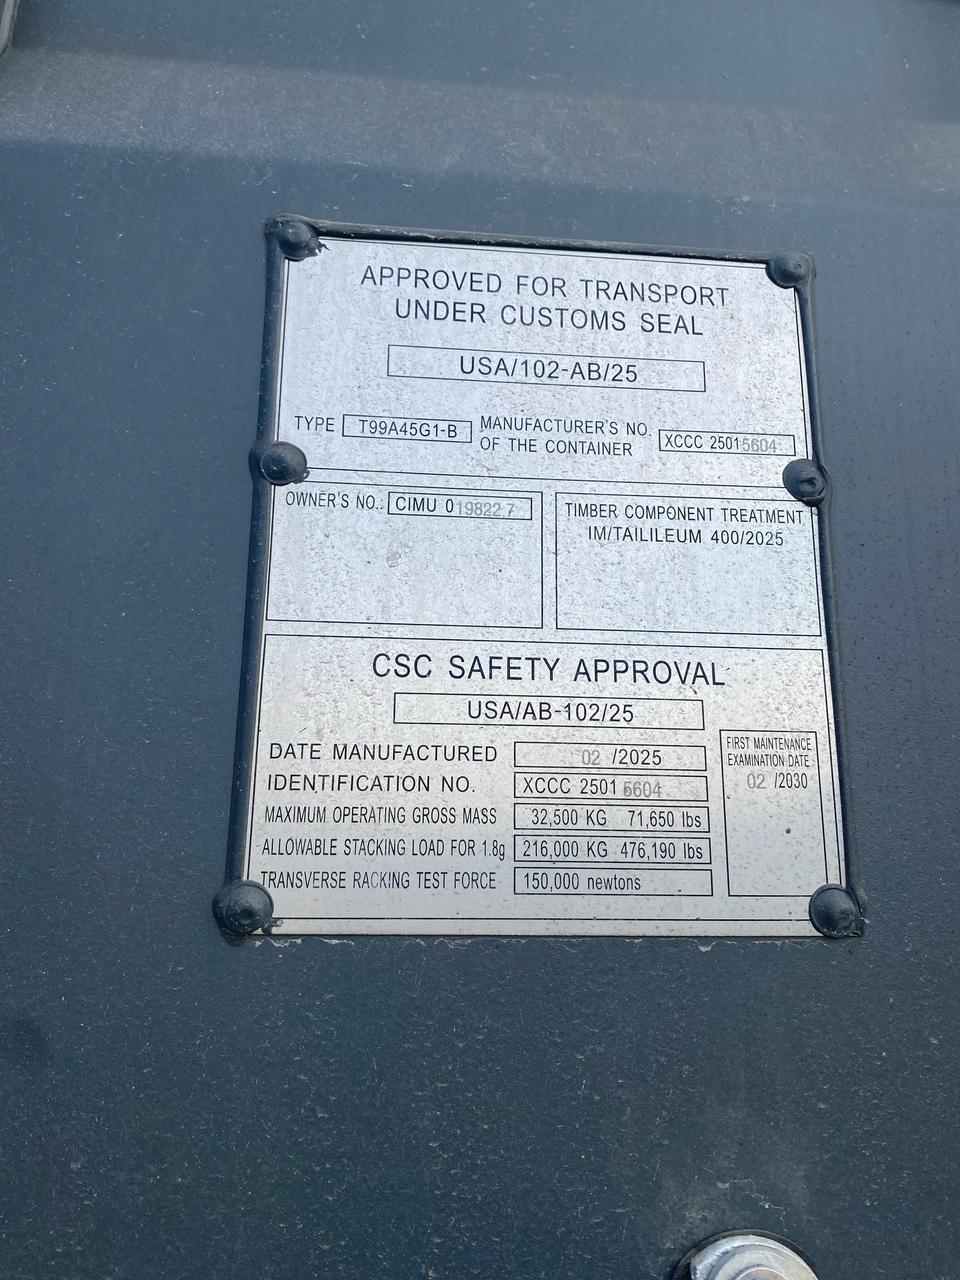 APPROVED FOR TRANSPORT
UNDER CUSTOMS SEAL
USA/102-AB/25
TYPE T99A45G1-B MANUFACTURER'S NO. OF THE CONTAINER XCCC 25015604
OWNER'S NO.: CIMU 0198227
TIMBER COMPONENT TREATMENT
IM/TAILILEUM 400/2025
CSC SAFETY APPROVAL
USA/AB-102/25
DATE MANUFACTURED 02 /2025
IDENTIFICATION NO. XCCC 2501 5604
MAXIMUM OPERATING GROSS MASS 32,500 KG 71,650 lbs
ALLOWABLE STACKING LOAD FOR 1.8g 216,000 KG 476,190 lbs
TRANSVERSE RACKING TEST FORCE 150,000 newtons
FIRST MAINTENANCE
EXAMINATION DATE
02 /2030